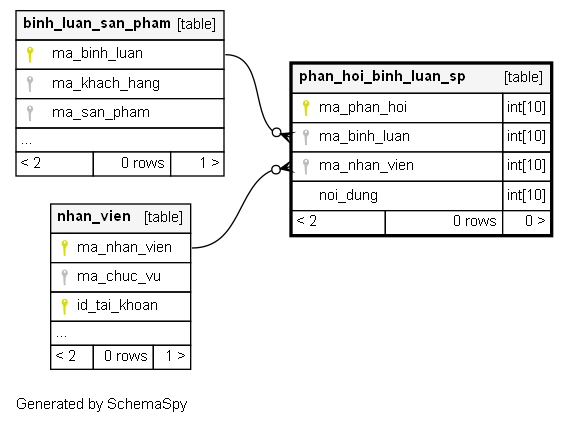 binh_luan_san_pham [table]
ma_binh_luan
ma_khach_hang
ma_san_pham
...
< 2 0 rows 1 >
phan_hoi_binh_luan_sp [table]
ma_phan_hoi int[10]
ma_binh_luan int[10]
ma_nhan_vien int[10]
noi_dung int[10]
< 2 0 rows 0 >
nhan_vien [table]
ma_nhan_vien
ma_chuc_vu
id_tai_khoan
...
< 2 0 rows 1 >
Generated by SchemaSpy